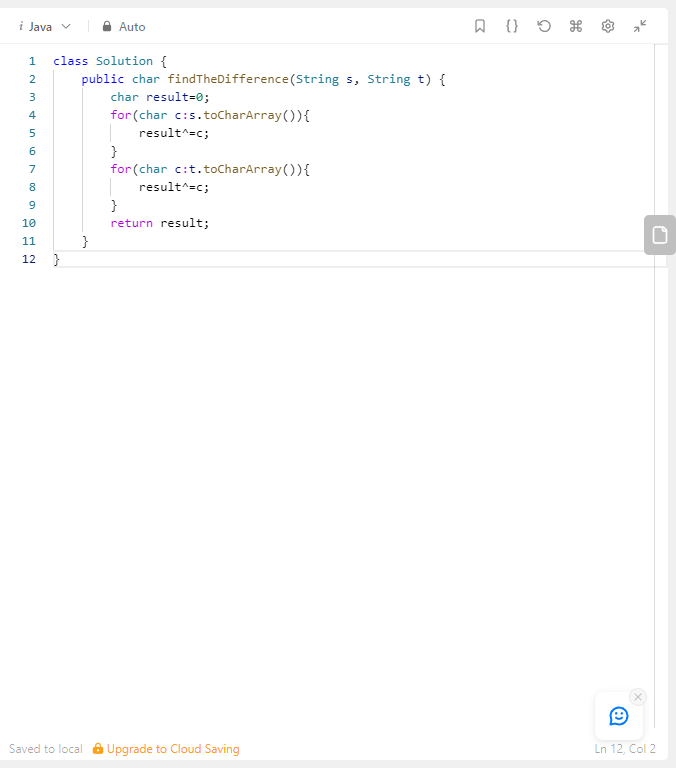 i Java Auto {}
1 class Solution {
2     public char findTheDifference(String s, String t) {
3         char result=0;
4         for(char c:s.toCharArray()){
5             result^=c;
6         }
7         for(char c:t.toCharArray()){
8             result^=c;
9         }
10         return result;
11     }
12 }
Saved to local Upgrade to Cloud Saving Ln 12, Col 2